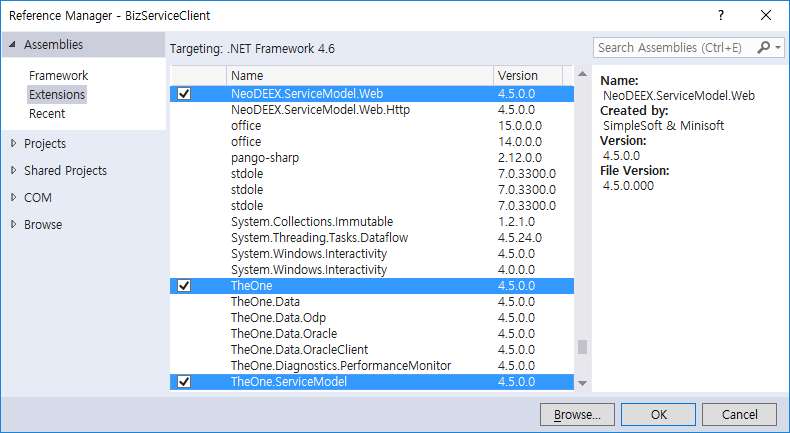 Reference Manager - BizServiceClient
Assemblies
Framework
Extensions
Recent
Projects
Shared Projects
COM
Browse
Targeting: .NET Framework 4.6
Search Assemblies (Ctrl+E)
Name Version
NeoDEEX.ServiceModel.Web 4.5.0.0
NeoDEEX.ServiceModel.Web.Http 4.5.0.0
office 15.0.0.0
office 14.0.0.0
pango-sharp 2.12.0.0
stdole 7.0.3300.0
stdole 7.0.3300.0
stdole 7.0.3300.0
System.Collections.Immutable 1.2.1.0
System.Threading.Tasks.Dataflow 4.5.24.0
System.Windows.Interactivity 4.5.0.0
System.Windows.Interactivity 4.0.0.0
TheOne 4.5.0.0
TheOne.Data 4.5.0.0
TheOne.Data.Odp 4.5.0.0
TheOne.Data.Oracle 4.5.0.0
TheOne.Data.OracleClient 4.5.0.0
TheOne.Diagnostics.PerformanceMonitor 4.5.0.0
TheOne.ServiceModel 4.5.0.0
Name:
NeoDEEX.ServiceModel.Web
Created by:
SimpleSoft & Minisoft
Version:
4.5.0.0
File Version:
4.5.0.000
Browse...
OK
Cancel